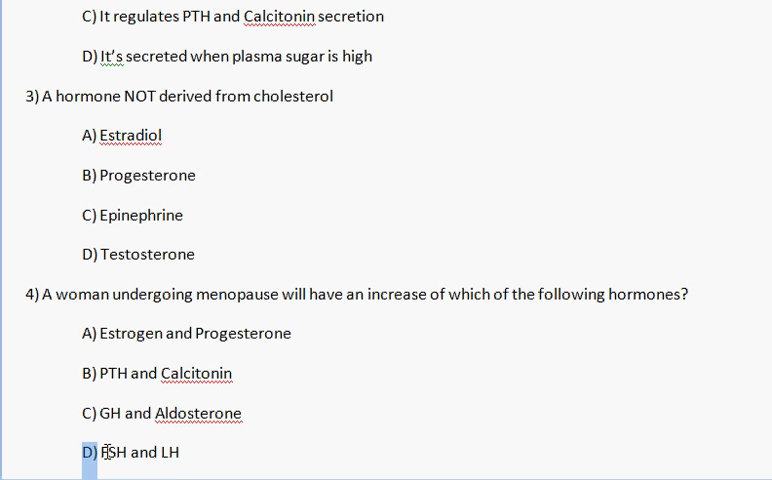 C) It regulates PTH and Calcitonin secretion
D) It's secreted when plasma sugar is high
3) A hormone NOT derived from cholesterol
A) Estradiol
B) Progesterone
C) Epinephrine
D) Testosterone
4) A woman undergoing menopause will have an increase of which of the following hormones?
A) Estrogen and Progesterone
B) PTH and Calcitonin
C) GH and Aldosterone
D) FSH and LH